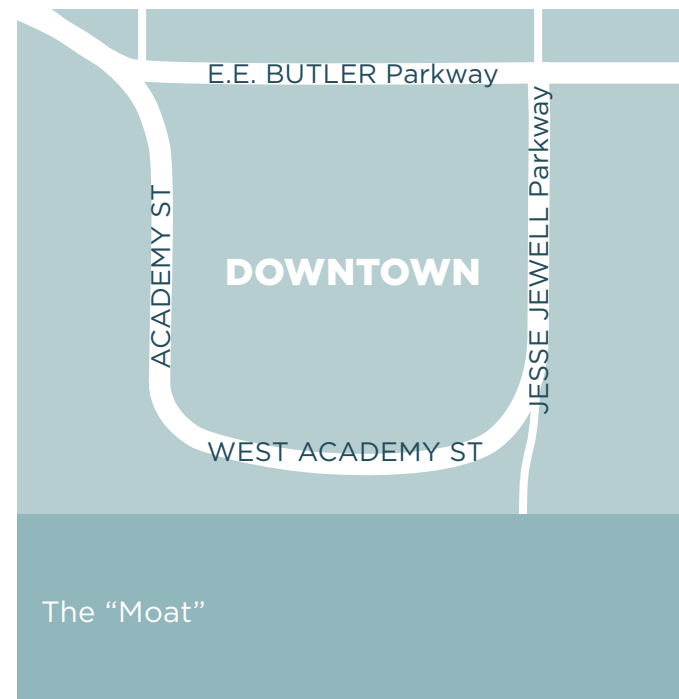 E.E. BUTLER Parkway
ACADEMY ST
JESSE JEWELL Parkway
DOWNTOWN
WEST ACADEMY ST
The “Moat”